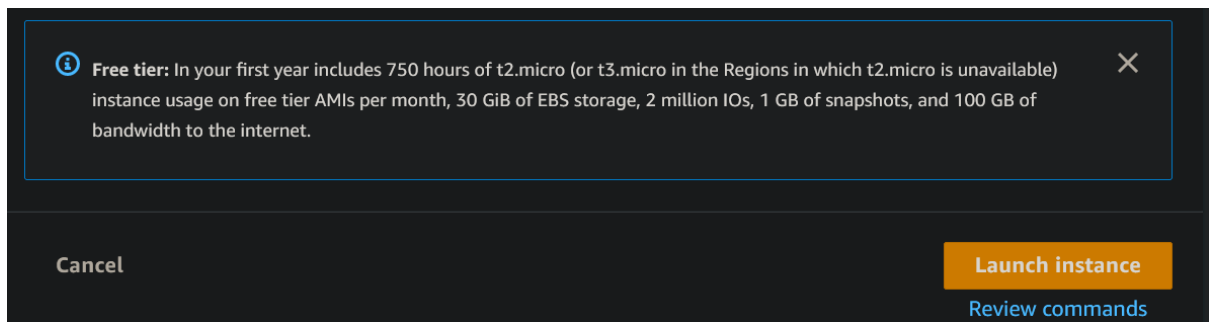 Free tier: In your first year includes 750 hours of t2.micro (or t3.micro in the Regions in which t2.micro is unavailable)
instance usage on free tier AMIs per month, 30 GiB of EBS storage, 2 million IOs, 1 GB of snapshots, and 100 GB of
bandwidth to the internet.
Cancel
Launch instance
Review commands